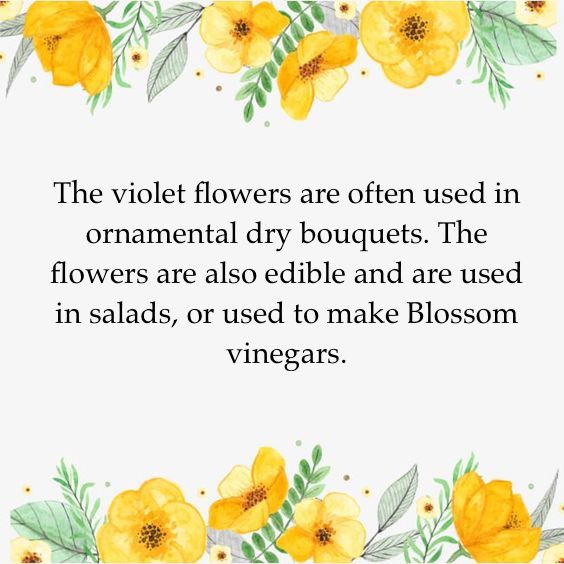 The violet flowers are often used in
ornamental dry bouquets. The
flowers are also edible and are used
in salads, or used to make Blossom
vinegars.